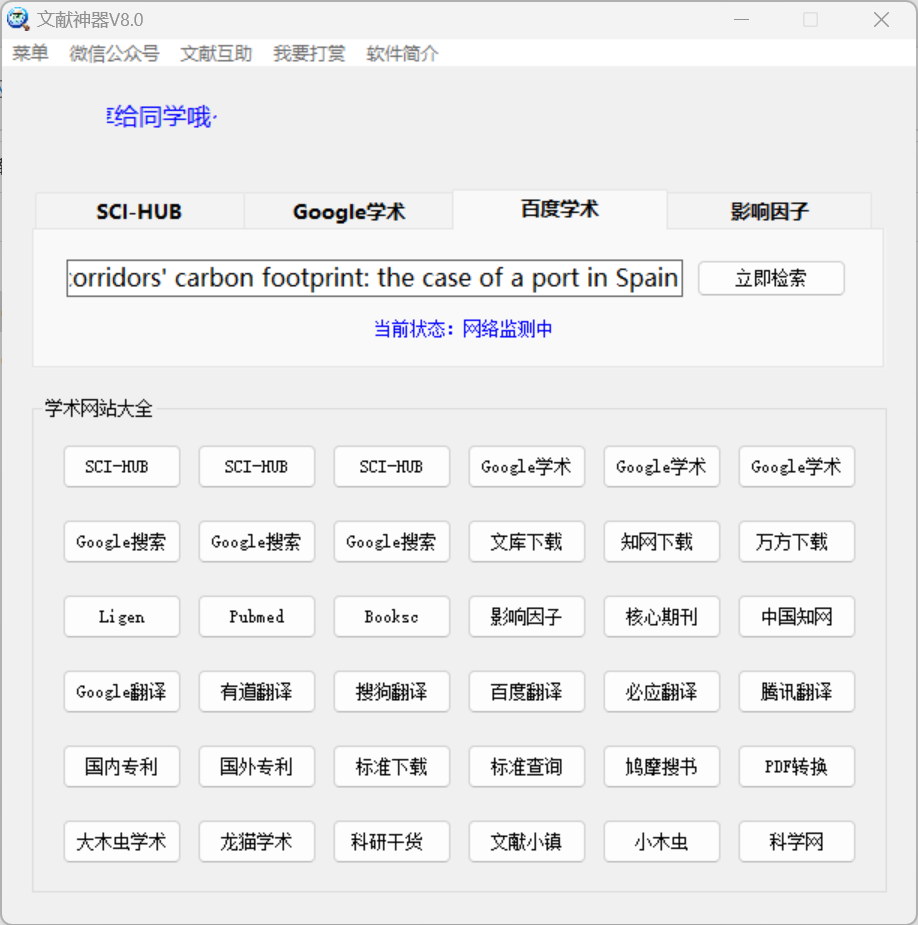 文献神器V8.0
菜单 微信公众号 文献互助 我要打赏 软件简介
给同学哦
SCI-HUB Google学术 百度学术 影响因子
orridors' carbon footprint: the case of a port in Spain 立即检索
当前状态：网络监测中
学术网站大全
SCI-HUB SCI-HUB SCI-HUB Google学术 Google学术 Google学术
Google搜索 Google搜索 Google搜索 文库下载 知网下载 万方下载
Ligen Pubmed Booksc 影响因子 核心期刊 中国知网
Google翻译 有道翻译 搜狗翻译 百度翻译 必应翻译 腾讯翻译
国内专利 国外专利 标准下载 标准查询 鸠摩搜书 PDF转换
大木虫学术 龙猫学术 科研干货 文献小镇 小木虫 科学网